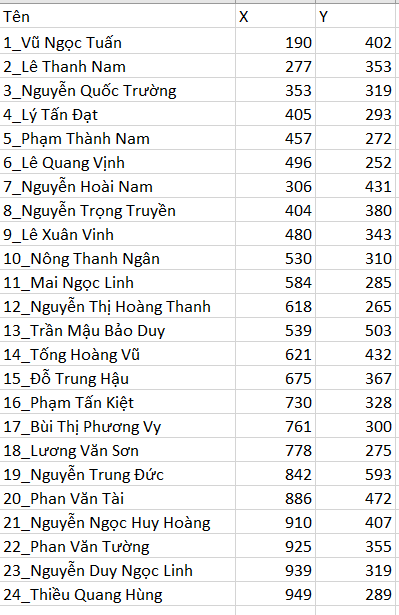 Tên X Y
1_Vũ Ngọc Tuấn 190 402
2_Lê Thanh Nam 277 353
3_Nguyễn Quốc Trường 353 319
4_Lý Tấn Đạt 405 293
5_Phạm Thành Nam 457 272
6_Lê Quang Vịnh 496 252
7_Nguyễn Hoài Nam 306 431
8_Nguyễn Trọng Truyền 404 380
9_Lê Xuân Vinh 480 343
10_Nông Thanh Ngân 530 310
11_Mai Ngọc Linh 584 285
12_Nguyễn Thị Hoàng Thanh 618 265
13_Trần Mậu Bảo Duy 539 503
14_Tống Hoàng Vũ 621 432
15_Đỗ Trung Hậu 675 367
16_Phạm Tấn Kiệt 730 328
17_Bùi Thị Phương Vy 761 300
18_Lương Văn Sơn 778 275
19_Nguyễn Trung Đức 842 593
20_Phan Văn Tài 886 472
21_Nguyễn Ngọc Huy Hoàng 910 407
22_Phan Văn Tường 925 355
23_Nguyễn Duy Ngọc Linh 939 319
24_Thiều Quang Hùng 949 289